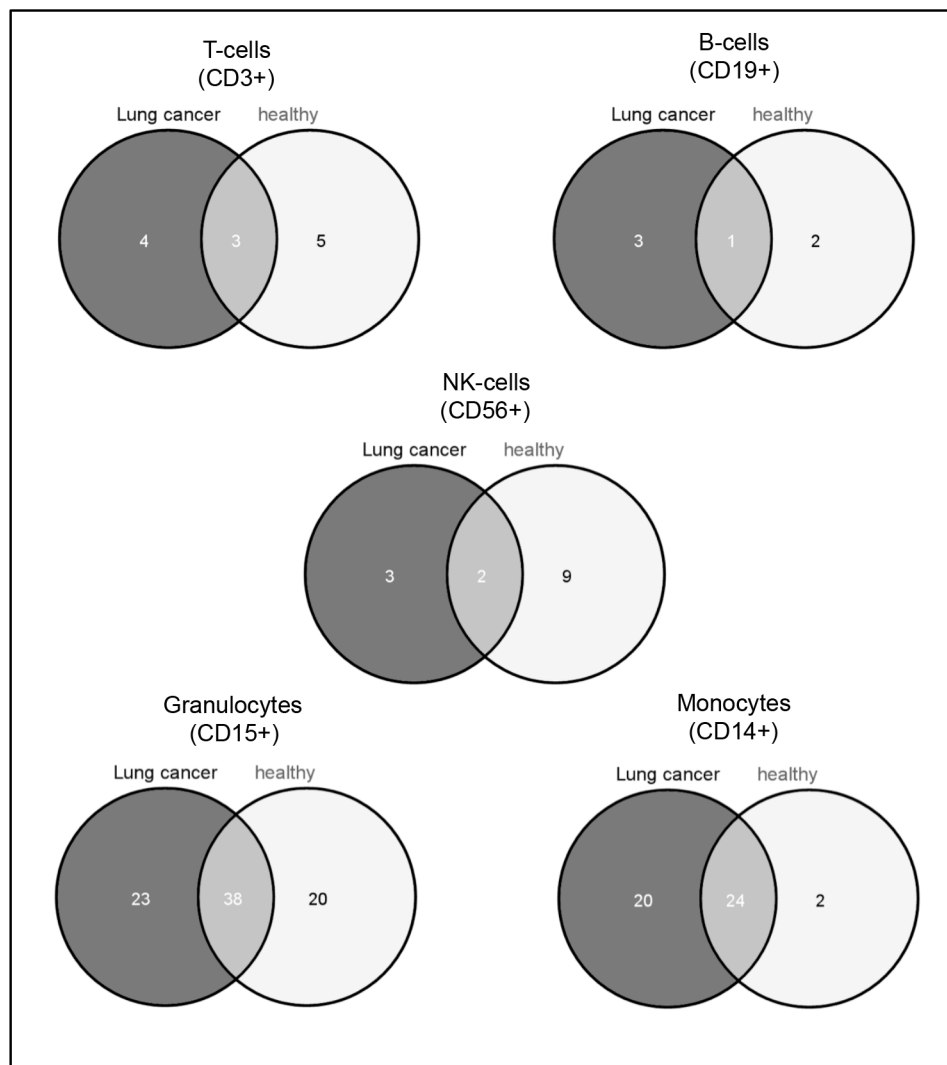 T-cells
(CD3+)
Lung cancer healthy
4 3 5
B-cells
(CD19+)
Lung cancer healthy
3 1 2
NK-cells
(CD56+)
Lung cancer healthy
3 2 9
Granulocytes
(CD15+)
Lung cancer healthy
23 38 20
Monocytes
(CD14+)
Lung cancer healthy
20 24 2